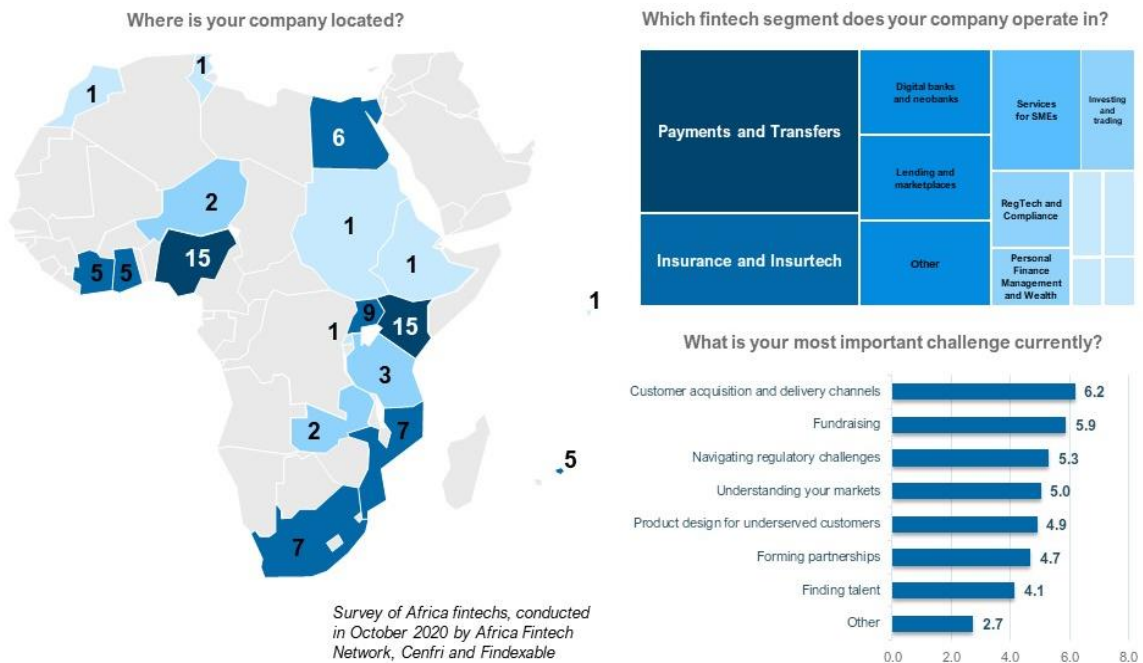 Where is your company located?
1
1
6
2
1
15
5
5
1
9
15
1
1
3
2
7
5
7
Survey of Africa fintechs, conducted
in October 2020 by Africa Fintech
Network, Cenfri and Findexable
Which fintech segment does your company operate in?
Payments and Transfers
Insurance and Insurtech
Digital banks
and neobanks
Lending and
marketplaces
Other
Services
for SMEs
Investing
and
trading
RegTech and
Compliance
Personal
Finance
Management
and Wealth
What is your most important challenge currently?
Customer acquisition and delivery channels 6.2
Fundraising 5.9
Navigating regulatory challenges 5.3
Understanding your markets 5.0
Product design for underserved customers 4.9
Forming partnerships 4.7
Finding talent 4.1
Other 2.7
0.0 2.0 4.0 6.0 8.0